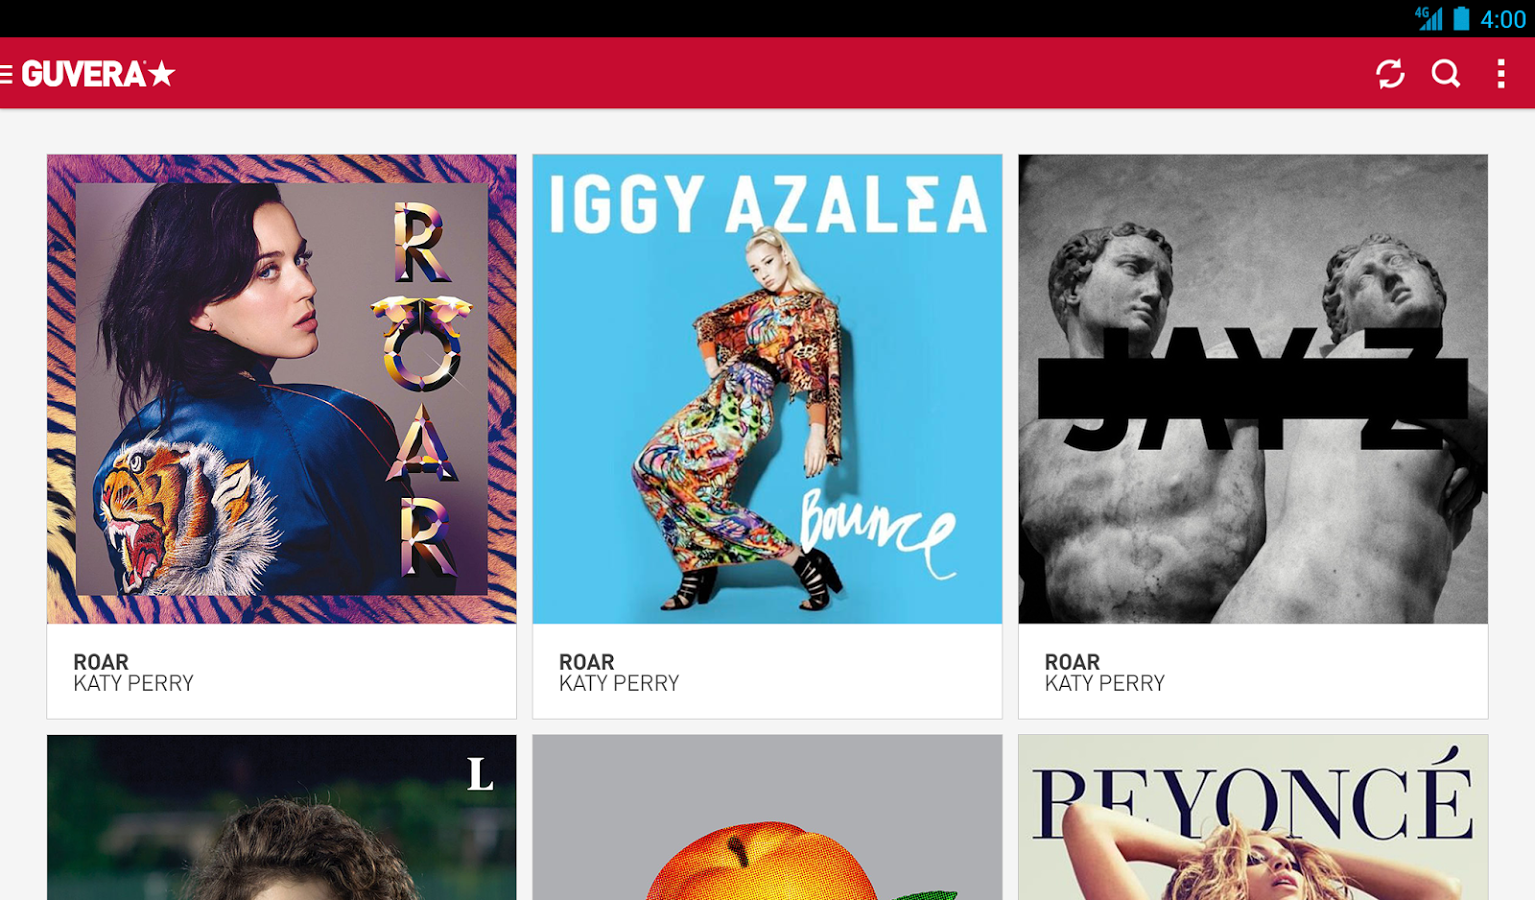 4G 4:00
GUVERA
ROAR
IGGY AZALEA
Bounce
JAY Z
ROAR
KATY PERRY
ROAR
KATY PERRY
ROAR
KATY PERRY
L
BEYONCÉ